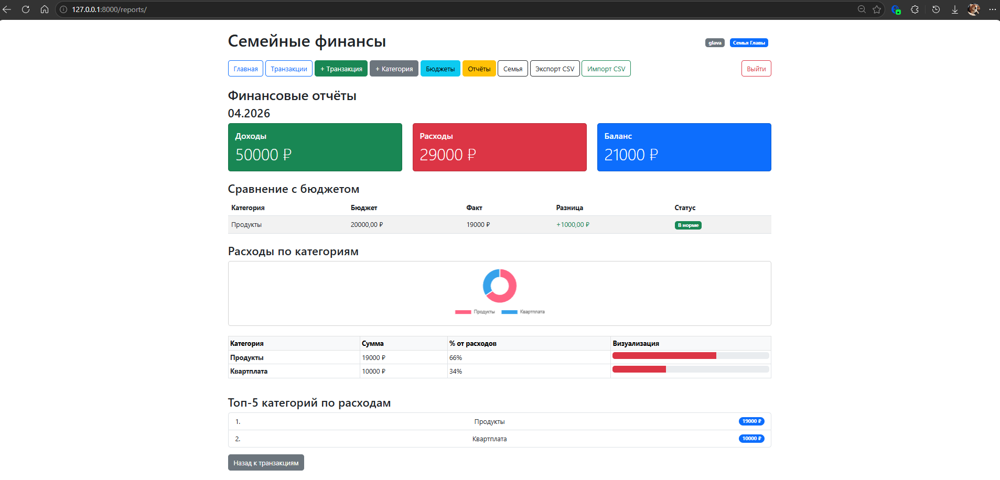 127.0.0.1:8000/reports/
Семейные финансы
glava Семья Главы
Главная Транзакции + Транзакция + Категория Бюджеты Отчёты Семья Экспорт CSV Импорт CSV Выйти
Финансовые отчёты
04.2026
Доходы Расходы Баланс
50000 ₽ 29000 ₽ 21000 ₽
Сравнение с бюджетом
Категория Бюджет Факт Разница Статус
Продукты 20000,00 ₽ 19000 ₽ +1000,00 ₽ В норме
Расходы по категориям
Продукты Квартплата
Категория Сумма % от расходов Визуализация
Продукты 19000 ₽ 66%
Квартплата 10000 ₽ 34%
Топ-5 категорий по расходам
1. Продукты 19000 ₽
2. Квартплата 10000 ₽
Назад к транзакциям